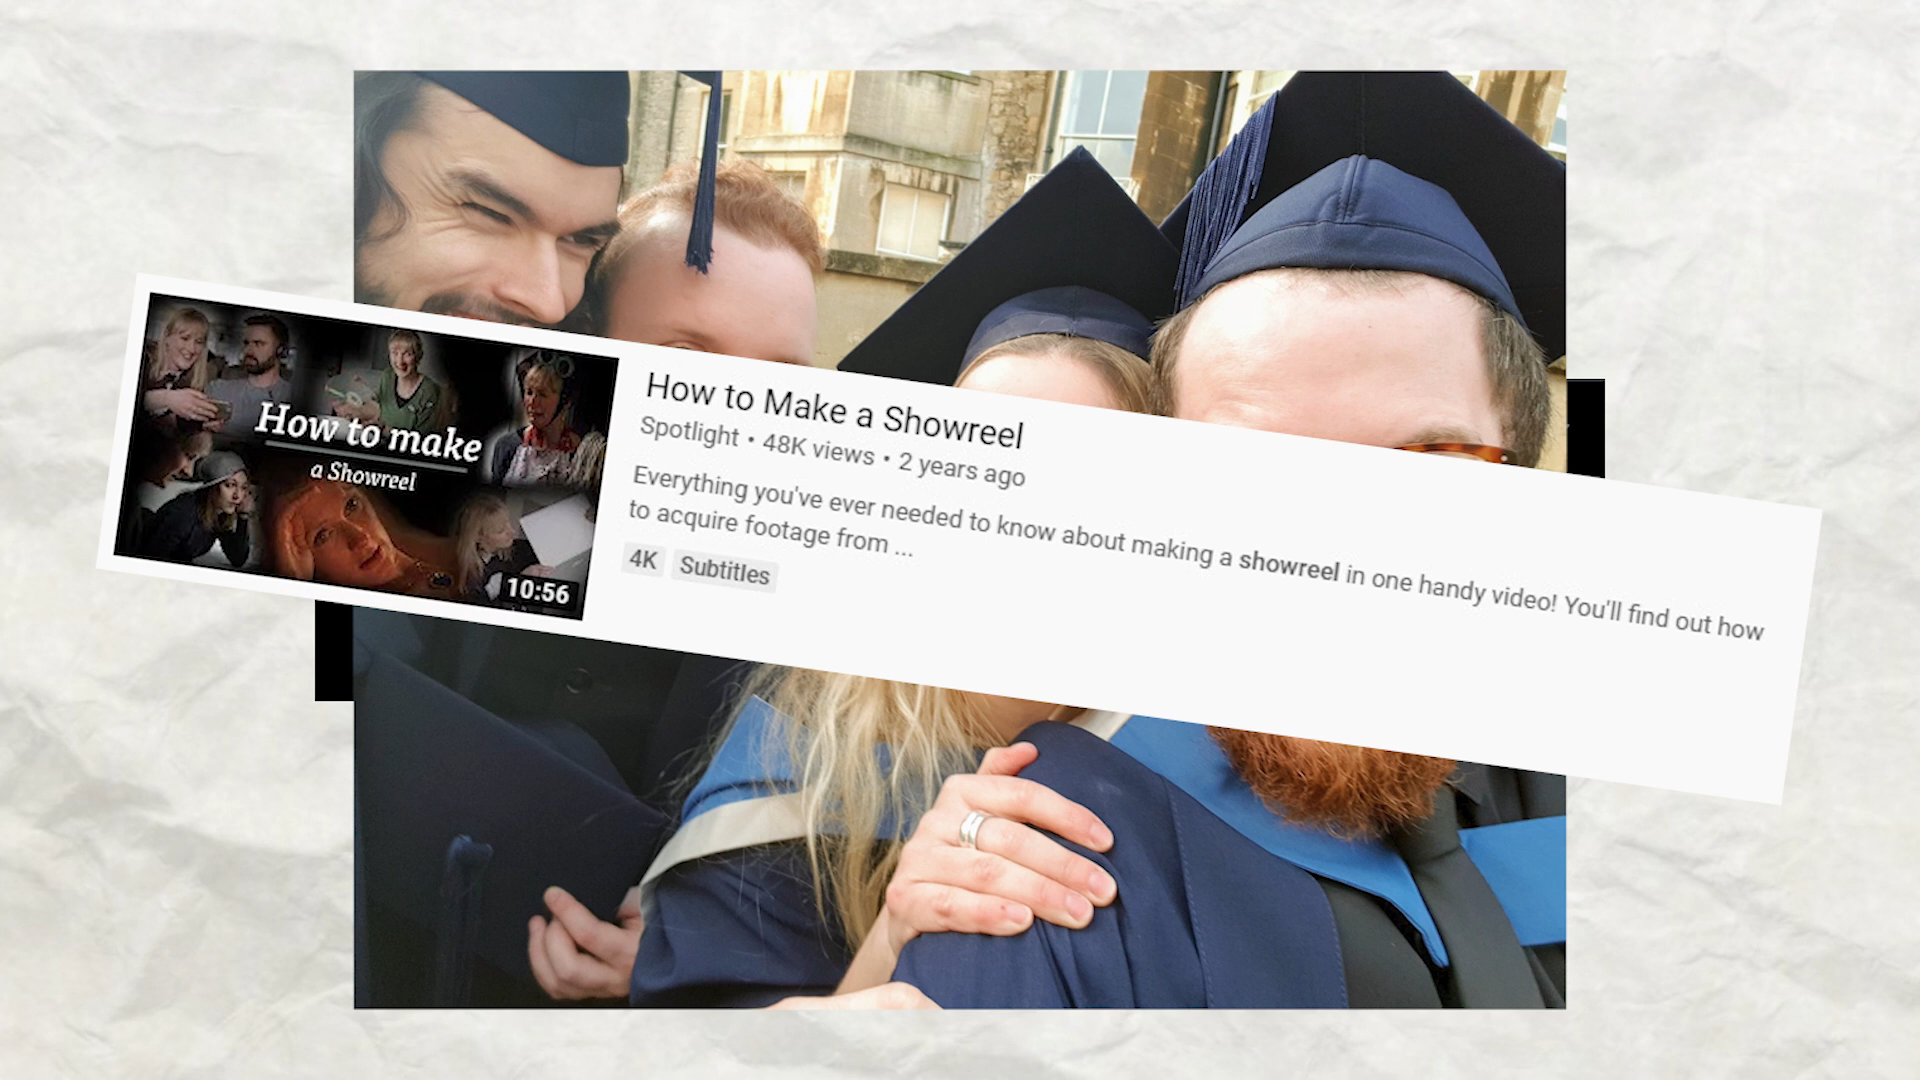 How to make
a Showreel
10:56
How to Make a Showreel
Spotlight • 48K views • 2 years ago
Everything you've ever needed to know about making a showreel in one handy video! You'll find out how
to acquire footage from ...
4K Subtitles